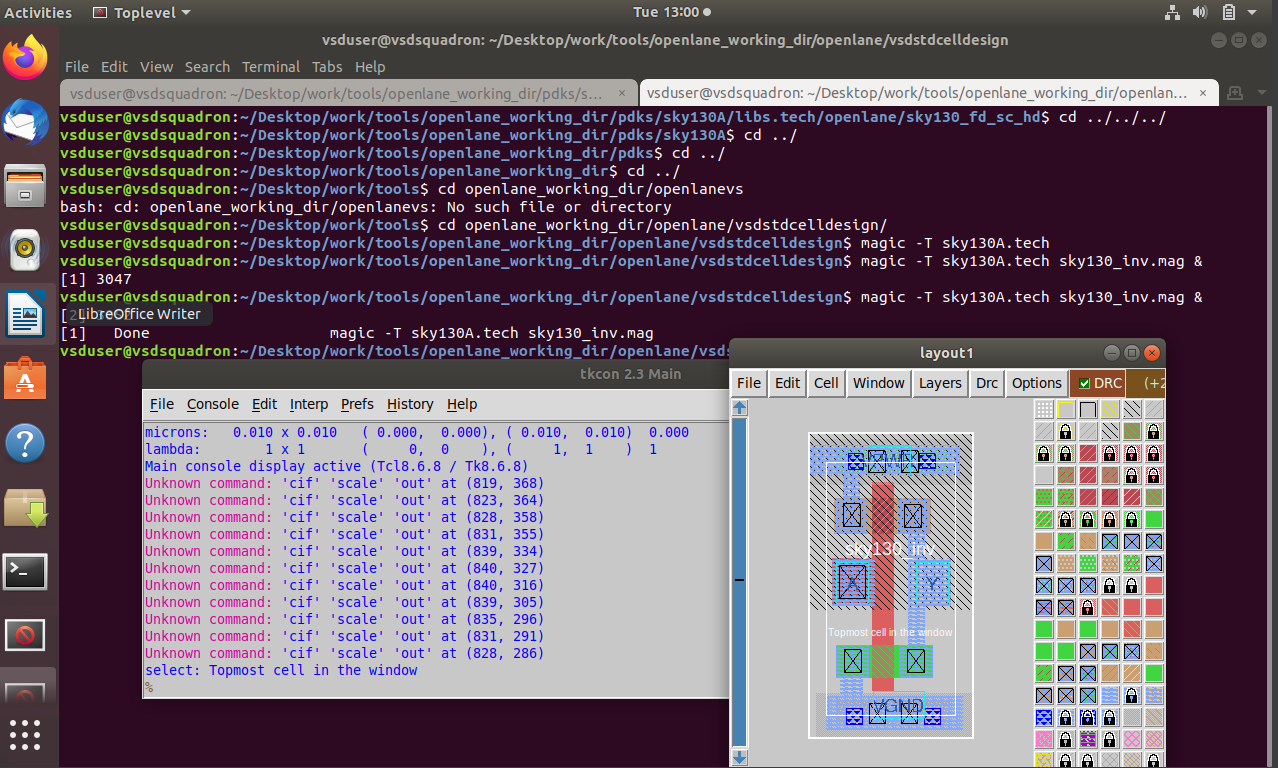 Activities Toplevel Tue 13:00
vsduser@vsdsquadron: ~/Desktop/work/tools/openlane_working_dir/openlane/vsdstdcelldesign
File Edit View Search Terminal Tabs Help
vsduser@vsdsquadron: ~/Desktop/work/tools/openlane_working_dir/pdks/s... × vsduser@vsdsquadron: ~/Desktop/work/tools/openlane_working_dir/openlan... ×
vsduser@vsdsquadron:~/Desktop/work/tools/openlane_working_dir/pdks/sky130A/libs.tech/openlane/sky130_fd_sc_hd$ cd ../../../
vsduser@vsdsquadron:~/Desktop/work/tools/openlane_working_dir/pdks/sky130A$ cd ../
vsduser@vsdsquadron:~/Desktop/work/tools/openlane_working_dir/pdks$ cd ../
vsduser@vsdsquadron:~/Desktop/work/tools/openlane_working_dir$ cd ../
vsduser@vsdsquadron:~/Desktop/work/tools$ cd openlane_working_dir/openlanevs
bash: cd: openlane_working_dir/openlanevs: No such file or directory
vsduser@vsdsquadron:~/Desktop/work/tools$ cd openlane_working_dir/openlane/vsdstdcelldesign/
vsduser@vsdsquadron:~/Desktop/work/tools/openlane_working_dir/openlane/vsdstdcelldesign$ magic -T sky130A.tech
vsduser@vsdsquadron:~/Desktop/work/tools/openlane_working_dir/openlane/vsdstdcelldesign$ magic -T sky130A.tech sky130_inv.mag &
[1] 3047
vsduser@vsdsquadron:~/Desktop/work/tools/openlane_working_dir/openlane/vsdstdcelldesign$ magic -T sky130A.tech sky130_inv.mag &
LibreOffice Writer
[1] Done magic -T sky130A.tech sky130_inv.mag
vsduser@vsdsquadron:~/Desktop/work/tools/openlane_working_dir/openlane/vsd
tkcon 2.3 Main
File Console Edit Interp Prefs History Help
microns: 0.010 x 0.010 ( 0.000, 0.000), ( 0.010, 0.010) 0.000
lambda: 1 x 1 ( 0, 0 ), ( 1, 1 ) 1
Main console display active (Tcl8.6.8 / Tk8.6.8)
Unknown command: 'cif' 'scale' 'out' at (819, 368)
Unknown command: 'cif' 'scale' 'out' at (823, 364)
Unknown command: 'cif' 'scale' 'out' at (828, 358)
Unknown command: 'cif' 'scale' 'out' at (831, 355)
Unknown command: 'cif' 'scale' 'out' at (839, 334)
Unknown command: 'cif' 'scale' 'out' at (840, 327)
Unknown command: 'cif' 'scale' 'out' at (840, 316)
Unknown command: 'cif' 'scale' 'out' at (839, 305)
Unknown command: 'cif' 'scale' 'out' at (835, 296)
Unknown command: 'cif' 'scale' 'out' at (831, 291)
Unknown command: 'cif' 'scale' 'out' at (828, 286)
select: Topmost cell in the window
%
layout1
File Edit Cell Window Layers Drc Options DRC (+2
sky130_inv
A Y
Topmost cell in the window
VGND